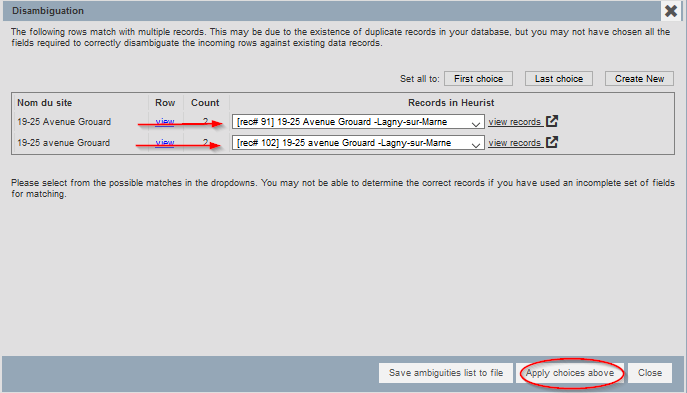 Disambiguation
The following rows match with multiple records. This may be due to the existence of duplicate records in your database, but you may not have chosen all the
fields required to correctly disambiguate the incoming rows against existing data records.
Set all to: First choice Last choice Create New
Nom du site Row Count Records in Heurist
19-25 Avenue Grouard view 2 [rec# 91] 19-25 Avenue Grouard -Lagny-sur-Marne view records
19-25 avenue Grouard view 2 [rec# 102] 19-25 avenue Grouard -Lagny-sur-Marne view records
Please select from the possible matches in the dropdowns. You may not be able to determine the correct records if you have used an incomplete set of fields
for matching.
Save ambiguities list to file Apply choices above Close